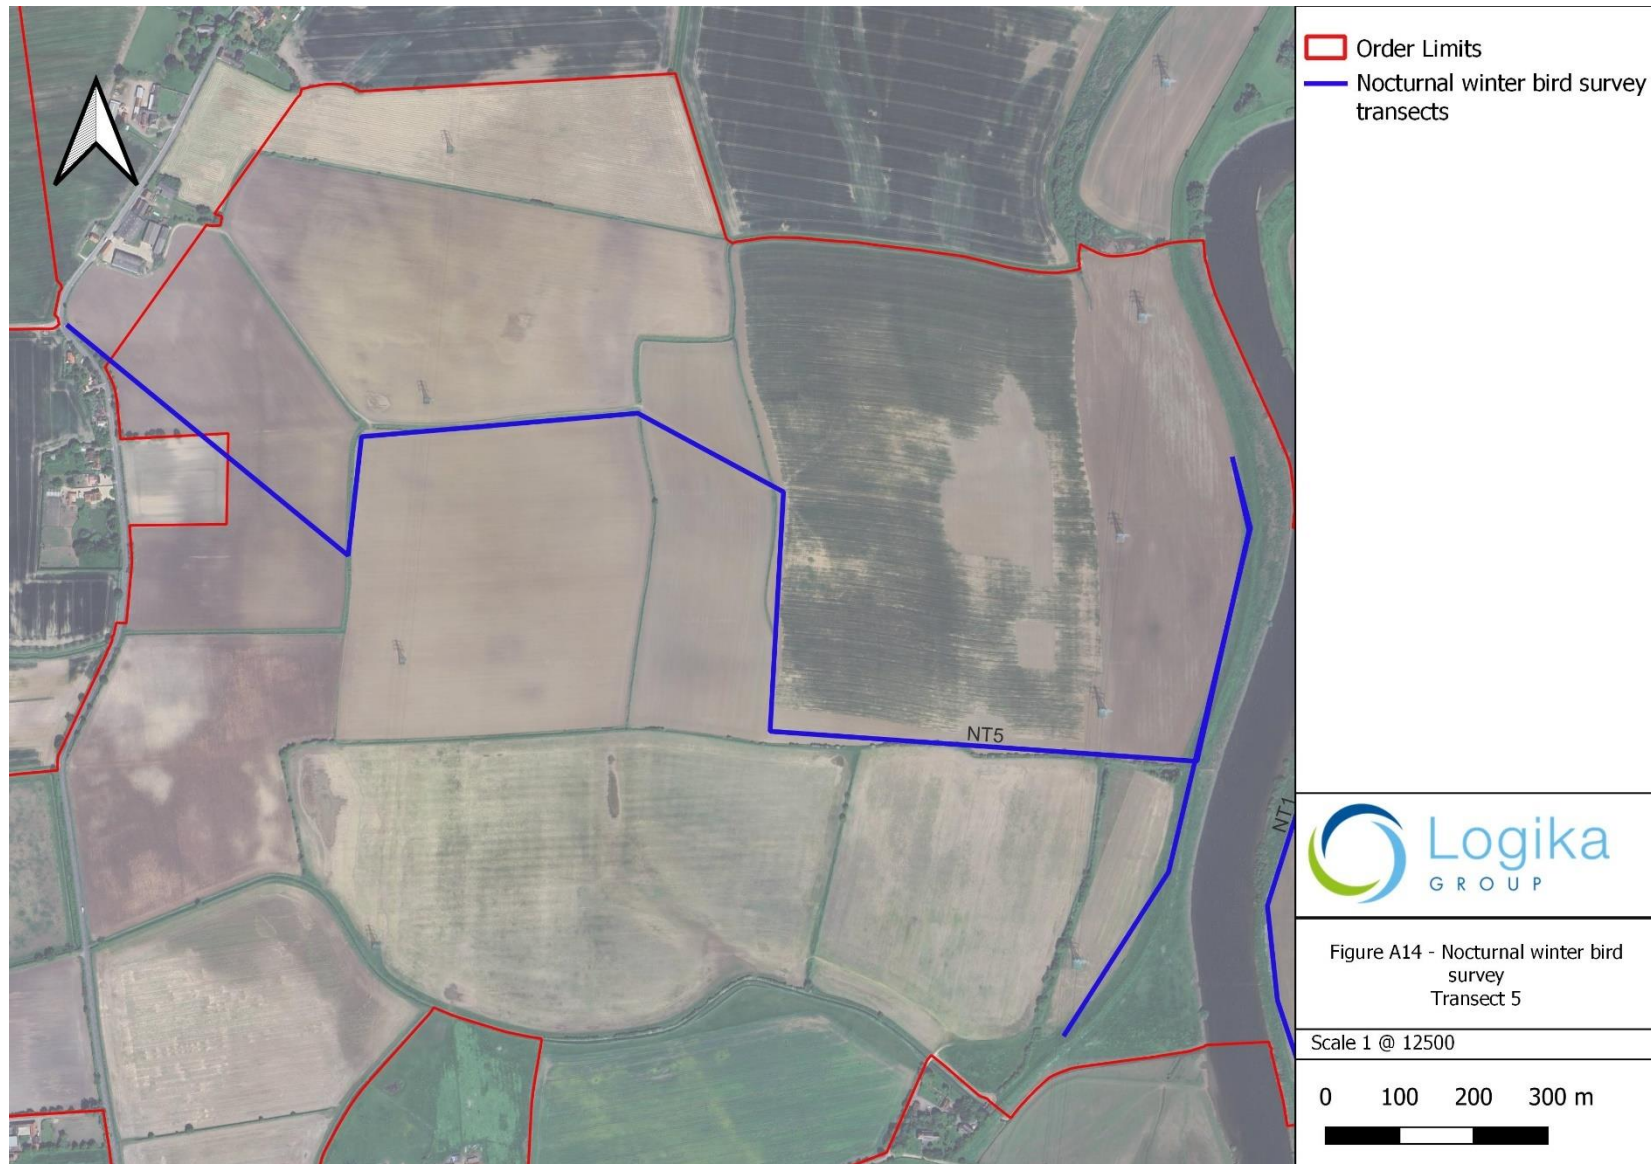 Order Limits
Nocturnal winter bird survey
transects
NT5
NT1
Logika
GROUP
Figure A14 - Nocturnal winter bird
survey
Transect 5
Scale 1 @ 12500
0 100 200 300 m